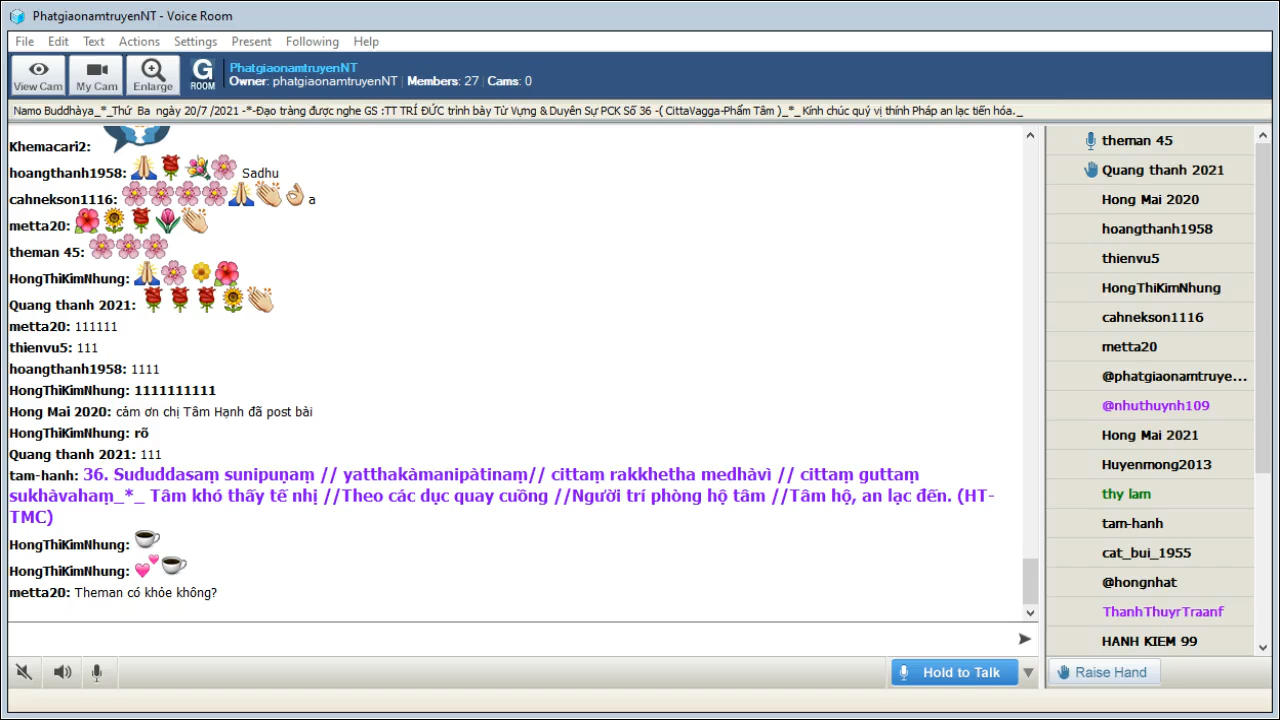 PhatgiaonamtruyenNT - Voice Room
File Edit Text Actions Settings Present Following Help
View Cam
My Cam
Enlarge
G
ROOM
PhatgiaonamtruyenNT
Owner: phatgiaonamtruyenNT | Members: 27 | Cams: 0
Namo Buddhàya_*_Thứ Ba ngày 20/7 /2021 -*-Đạo tràng được nghe GS :TT TRÍ ĐỨC trình bày Từ Vựng & Duyên Sự PCK Số 36 -( CittaVagga-Phẩm Tâm )_*_ Kính chúc quý vị thính Pháp an lạc tiến hóa._
Khemacari2:
hoangthanh1958: Sadhu
cahnekson1116: a
metta20:
theman 45:
HongThiKimNhung:
Quang thanh 2021:
metta20: 111111
thienvu5: 111
hoangthanh1958: 1111
HongThiKimNhung: 1111111111
Hong Mai 2020: cảm ơn chị Tâm Hạnh đã post bài
HongThiKimNhung: rõ
Quang thanh 2021: 111
tam-hanh: 36. Sududdasaṃ sunipuṇaṃ // yatthakàmanipàtinaṃ// cittaṃ rakkhetha medhàvì // cittaṃ guttaṃ
sukhàvahaṃ_*_ Tâm khó thấy tế nhị //Theo các dục quay cuồng //Người trí phòng hộ tâm //Tâm hộ, an lạc đến. (HT-
TMC)
HongThiKimNhung:
HongThiKimNhung:
metta20: Theman có khỏe không?
Hold to Talk
theman 45
Quang thanh 2021
Hong Mai 2020
hoangthanh1958
thienvu5
HongThiKimNhung
cahnekson1116
metta20
@phatgiaonamtruye...
@nhuthuynh109
Hong Mai 2021
Huyenmong2013
thy lam
tam-hanh
cat_bui_1955
@hongnhat
ThanhThuyrTraanf
HANH KIEM 99
Raise Hand